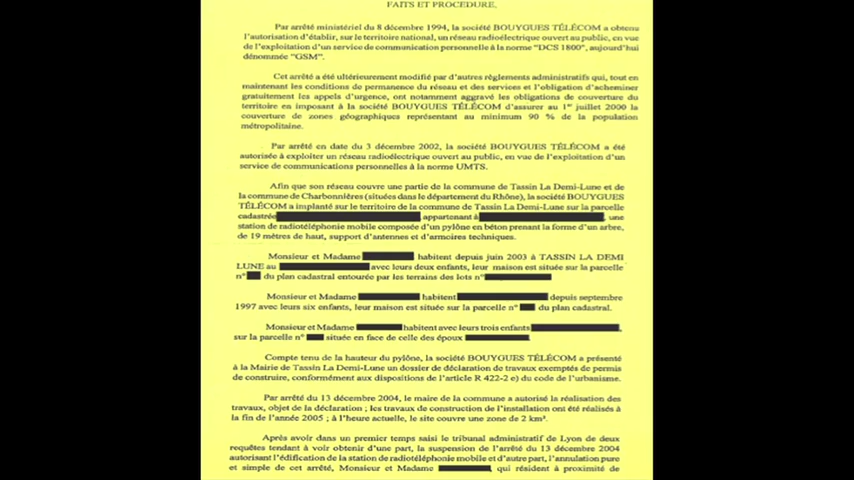 FAITS ET PROCEDURE.
Par arrêté ministériel du 8 décembre 1994, la société BOUYGUES TÉLÉCOM a obtenu
l'autorisation d'établir, sur le territoire national, un réseau radioélectrique ouvert au public, en vue
de l'exploitation d'un service de communication personnelle à la norme "DCS 1800", aujourd'hui
dénommée "GSM".
Cet arrêté a été ultérieurement modifié par d'autres règlements administratifs qui, tout en
maintenant les conditions de permanence du réseau et des services et l'obligation d'acheminer
gratuitement les appels d'urgence, ont notamment aggravé les obligations de couverture du
territoire en imposant à la société BOUYGUES TÉLÉCOM d'assurer au 1er juillet 2000 la
couverture de zones géographiques représentant au minimum 90 % de la population
métropolitaine.
Par arrêté en date du 3 décembre 2002, la société BOUYGUES TÉLÉCOM a été
autorisée à exploiter un réseau radioélectrique ouvert au public, en vue de l'exploitation d'un
service de communications personnelles à la norme UMTS.
Afin que son réseau couvre une partie de la commune de Tassin La Demi-Lune et de
la commune de Charbonnières (situées dans le département du Rhône), la société BOUYGUES
TÉLÉCOM a implanté sur le territoire de la commune de Tassin La Demi-Lune sur la parcelle
cadastrée , appartenant à , une
station de radiotéléphonie mobile composée d'un pylône en béton prenant la forme d'un arbre,
de 19 mètres de haut, support d'antennes et d'armoires techniques.
Monsieur et Madame habitent depuis juin 2003 à TASSIN LA DEMI
LUNE au avec leurs deux enfants, leur maison est située sur la parcelle
n° du plan cadastral entourée par les terrains des lots n°
Monsieur et Madame habitent depuis septembre
1997 avec leurs six enfants, leur maison est située sur la parcelle n° du plan cadastral.
Monsieur et Madame habitent avec leurs trois enfants ,
sur la parcelle n° située en face de celle des époux .
Compte tenu de la hauteur du pylône, la société BOUYGUES TÉLÉCOM a présenté
à la Mairie de Tassin La Demi-Lune un dossier de déclaration de travaux exemptés de permis
de construire, conformément aux dispositions de l'article R 422-2 e) du code de l'urbanisme.
Par arrêté du 13 décembre 2004, le maire de la commune a autorisé la réalisation des
travaux, objet de la déclaration ; les travaux de construction de l'installation ont été réalisés à
la fin de l'année 2005 ; à l'heure actuelle, le site couvre une zone de 2 km².
Après avoir dans un premier temps saisi le tribunal administratif de Lyon de deux
requêtes tendant à voir obtenir d'une part, la suspension de l'arrêté du 13 décembre 2004
autorisant l'édification de la station de radiotéléphonie mobile et d'autre part, l'annulation pure
et simple de cet arrêté, Monsieur et Madame , qui résident à proximité de